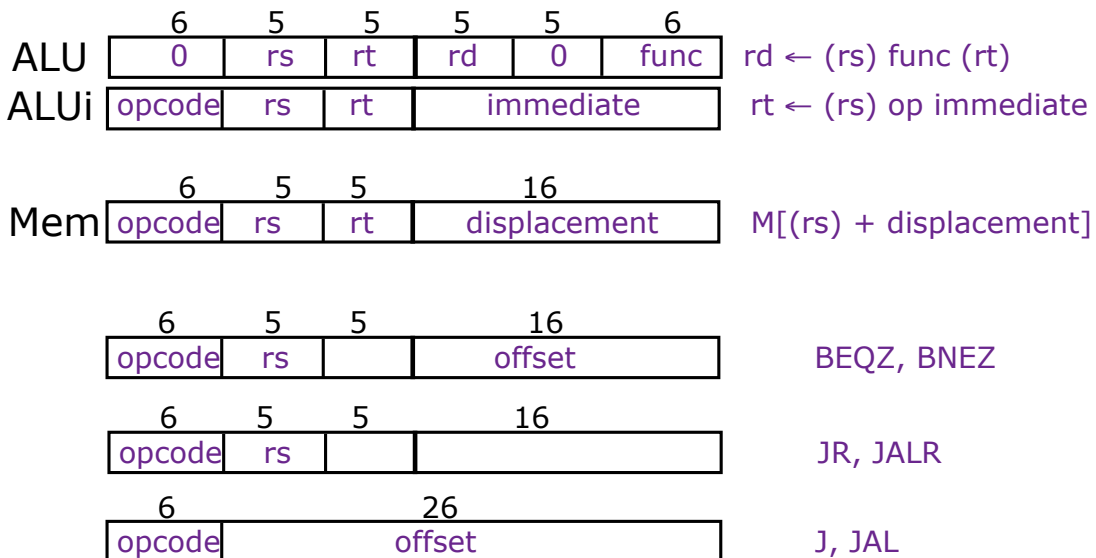 6 5 5 5 5 6
ALU 0 rs rt rd 0 func rd ← (rs) func (rt)
ALUi opcode rs rt immediate rt ← (rs) op immediate
6 5 5 16
Mem opcode rs rt displacement M[(rs) + displacement]
6 5 5 16
opcode rs offset BEQZ, BNEZ
6 5 5 16
opcode rs JR, JALR
6 26
opcode offset J, JAL